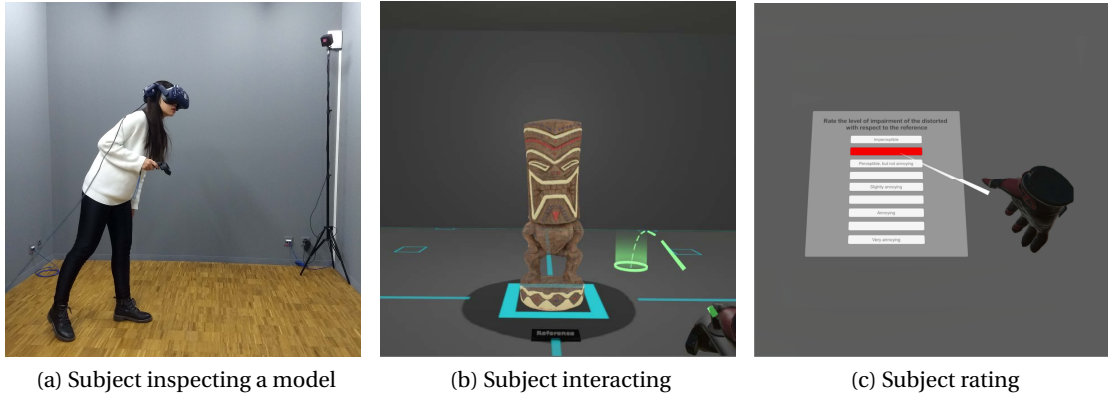 Reference
Rate the level of impairment of the distorted
with respect to the reference
Imperceptible
Perceptible, but not annoying
Slightly annoying
Annoying
Very annoying
(a) Subject inspecting a model
(b) Subject interacting
(c) Subject rating